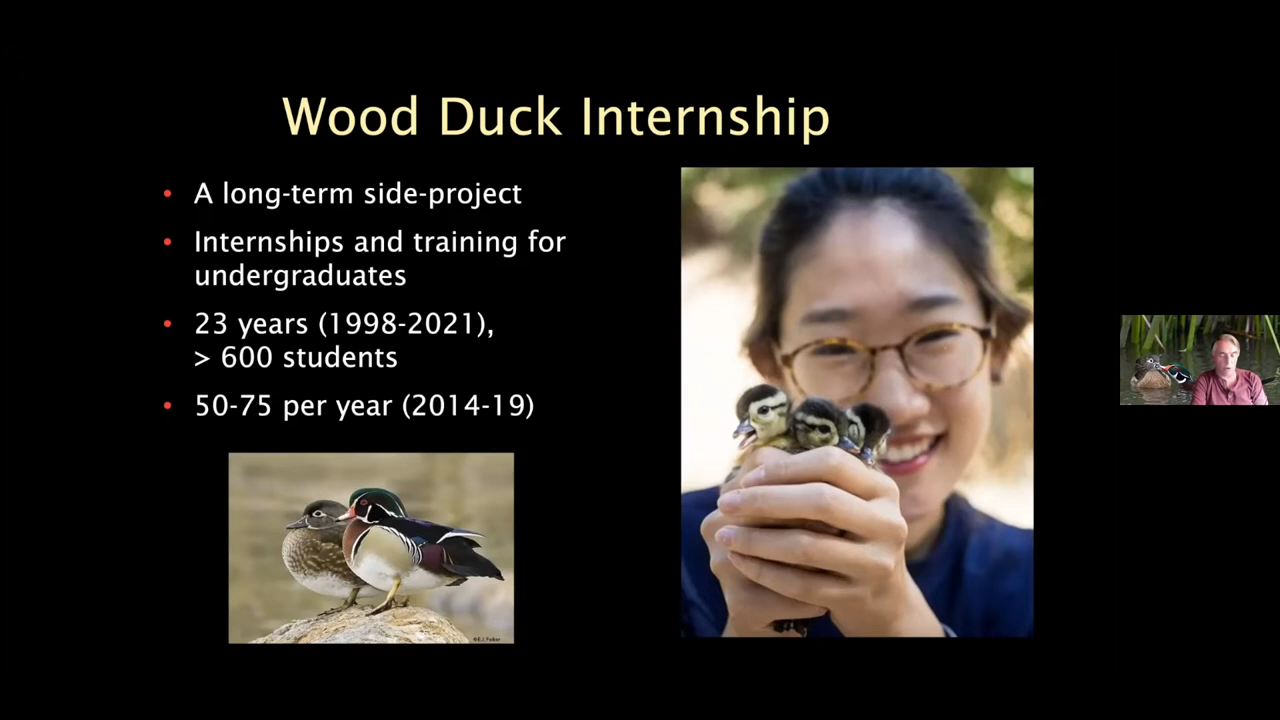 Wood Duck Internship
• A long-term side-project
• Internships and training for
undergraduates
• 23 years (1998-2021),
> 600 students
• 50-75 per year (2014-19)